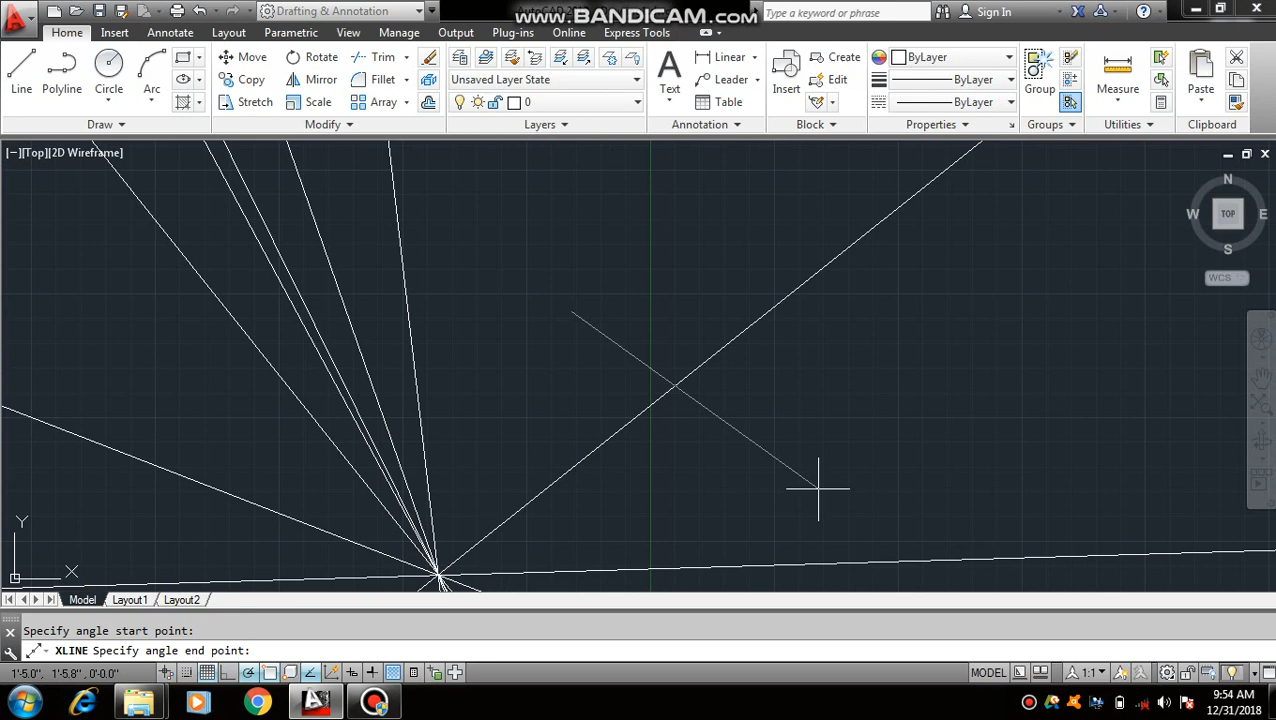 Drafting & Annotation
AutoCAD
www.BANDICAM.com
Type a keyword or phrase
Sign In
Home Insert Annotate Layout Parametric View Manage Output Plug-ins Online Express Tools
Line Polyline Circle Arc
Move Rotate Trim
Copy Mirror Fillet
Stretch Scale Array
Unsaved Layer State
0
Text
Linear
Leader
Table
Insert
Create
Edit
ByLayer
ByLayer
ByLayer
Group
Measure
Paste
Draw Modify Layers Annotation Block Properties Groups Utilities Clipboard
[−][Top][2D Wireframe]
N
W TOP E
S
WCS
Y
X
Model Layout1 Layout2
Specify angle start point:
XLINE Specify angle end point:
1'-5.0", 1'-5.8", 0'-0.0"
MODEL
1:1
9:54 AM
12/31/2018